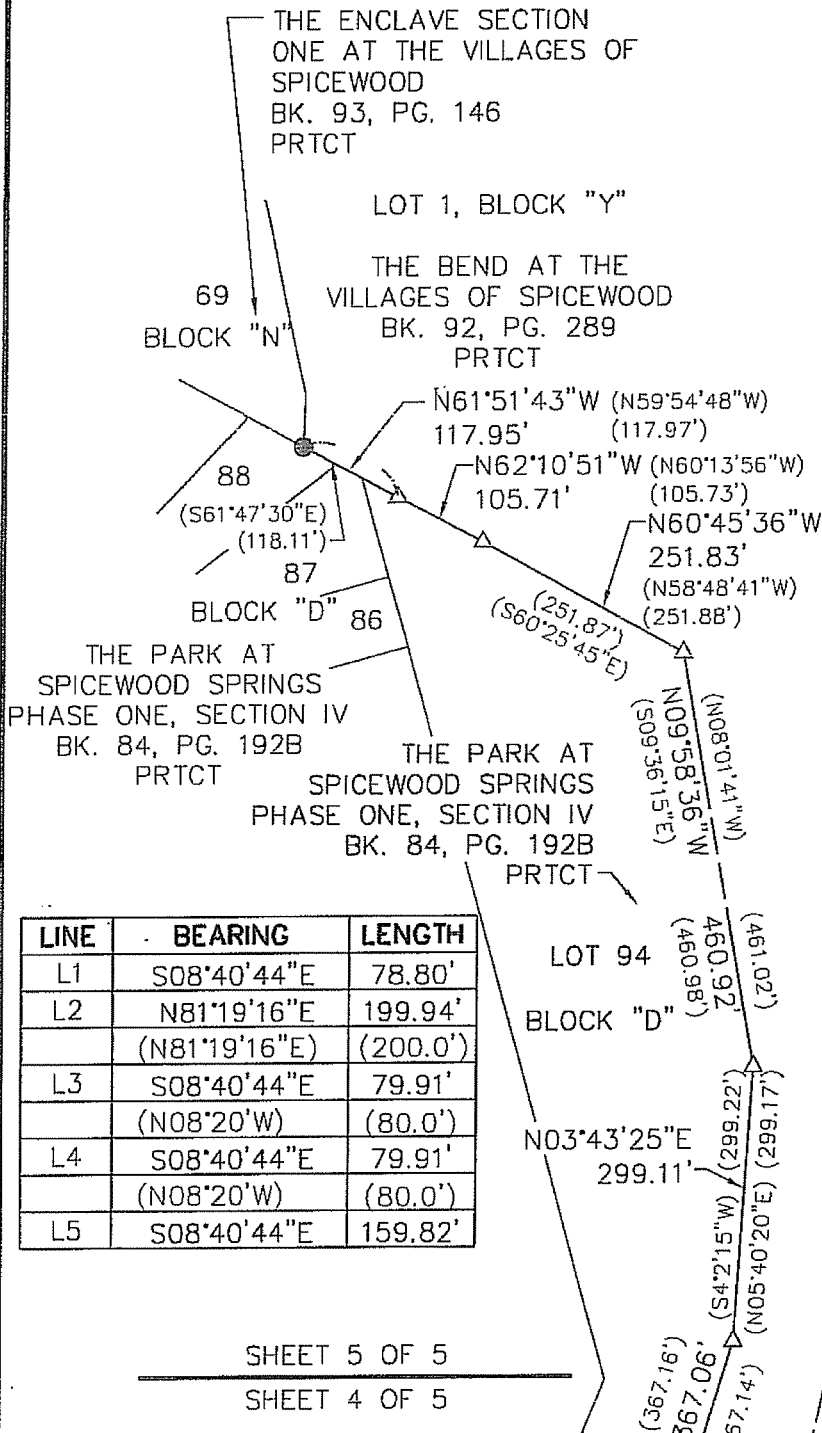 THE ENCLAVE SECTION
ONE AT THE VILLAGES OF
SPICEWOOD
BK. 93, PG. 146
PRTCT
LOT 1, BLOCK "Y"
THE BEND AT THE
VILLAGES OF SPICEWOOD
BK. 92, PG. 289
PRTCT
69
BLOCK "N"
N61°51'43"W (N59°54'48"W)
117.95' (117.97')
N62°10'51"W (N60°13'56"W)
105.71' (105.73')
N60°45'36"W
251.83'
(N58°48'41"W)
(251.88')
88
(S61°47'30"E)
(118.11')
87
BLOCK "D"
86
(251.87')
(S60°25'45"E)
THE PARK AT
SPICEWOOD SPRINGS
PHASE ONE, SECTION IV
BK. 84, PG. 192B
PRTCT
(N08°01'41"W)
N09°58'36"W
(S09°36'15"E)
THE PARK AT
SPICEWOOD SPRINGS
PHASE ONE, SECTION IV
BK. 84, PG. 192B
PRTCT
(461.02')
460.92'
(460.98')
LOT 94
BLOCK "D"
LINE BEARING LENGTH
L1 S08°40'44"E 78.80'
L2 N81°19'16"E 199.94'
(N81°19'16"E) (200.0')
L3 S08°40'44"E 79.91'
(N08°20'W) (80.0')
L4 S08°40'44"E 79.91'
(N08°20'W) (80.0')
L5 S08°40'44"E 159.82'
N03°43'25"E
299.11'
(S4°2'15"W) (299.22')
(N05°40'20"E) (299.17')
SHEET 5 OF 5
SHEET 4 OF 5
(367.16')
367.06'
67.14')